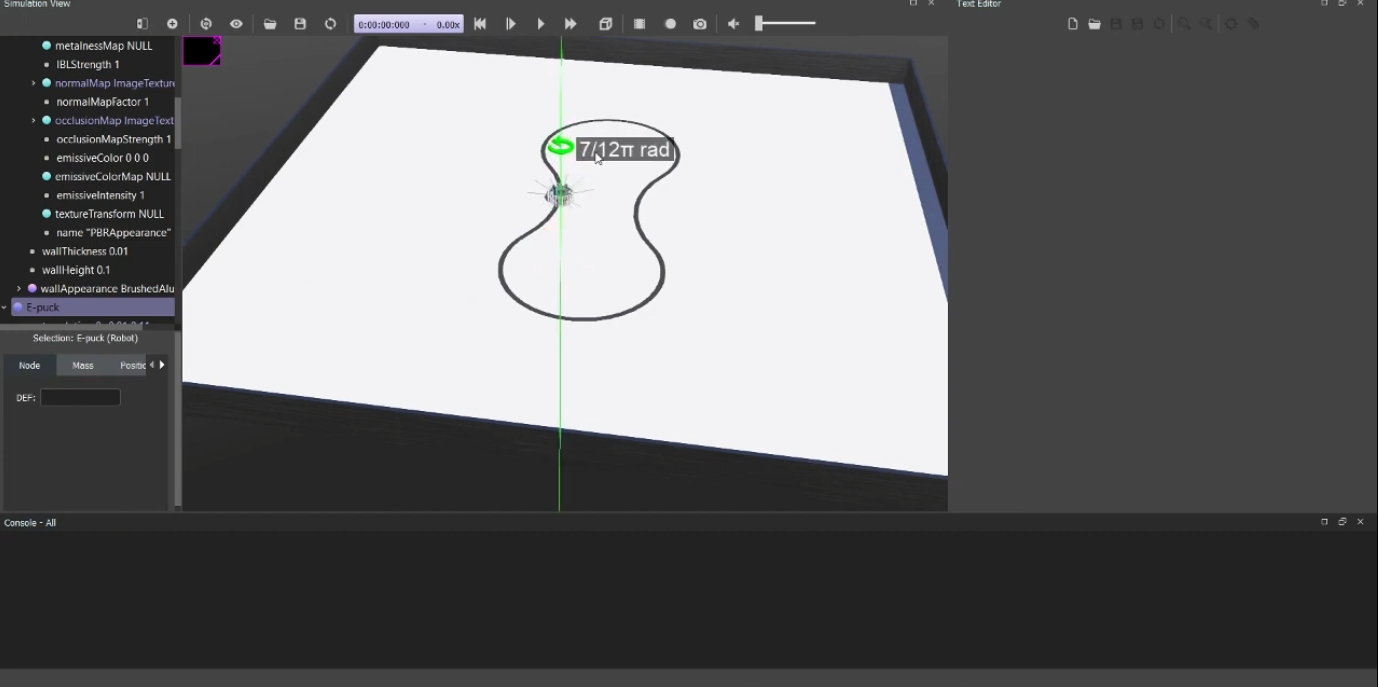 Simulation View
Text Editor
0:00:00:000 - 0.00x
metalnessMap NULL
IBLStrength 1
normalMap ImageTexture
normalMapFactor 1
occlusionMap ImageText
occlusionMapStrength 1
emissiveColor 0 0 0
emissiveColorMap NULL
emissiveIntensity 1
textureTransform NULL
name "PBRAppearance"
wallThickness 0.01
wallHeight 0.1
wallAppearance BrushedAlu
E-puck
7/12π rad
Selection: E-puck (Robot)
Node Mass Positio
DEF:
Console - All